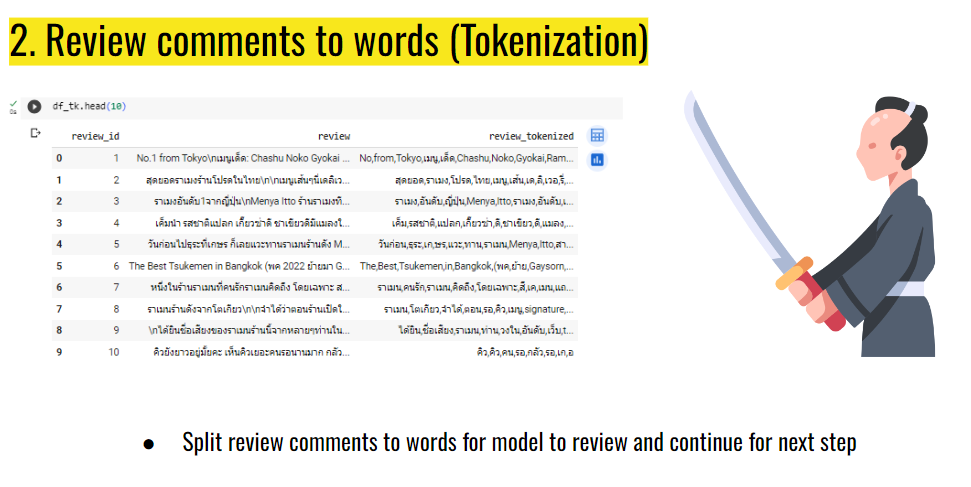 2. Review comments to words (Tokenization)
0s
df_tk.head(10)
review_id review review_tokenized
0 1 No.1 from Tokyo\nเมนูเด็ด: Chashu Noko Gyokai ... No,from,Tokyo,เมนู,เด็ด,Chashu,Noko,Gyokai,Ram...
1 2 สุดยอดราเมงร้านโปรดในไทย\n\nเมนูเส้นๆนี่เดลิเว... สุดยอด,ราเมง,โปรด,ไทย,เมนู,เส้น,เด,ลิ,เวอ,รี่,...
2 3 ราเมงอันดับ1จากญี่ปุ่น\nMenya Itto ร้านราเมงที่... ราเมง,อันดับ,ญี่ปุ่น,Menya,Itto,ราเมง,อันดับ,เ...
3 4 เค็มนำ รสชาติแปลก เกี๊ยวซ่าดี ชาเขียวดีมีแมลงใ... เค็ม,รสชาติ,แปลก,เกี๊ยวซ่า,ดี,ชาเขียว,ดี,แมลง,...
4 5 วันก่อนไปธุระที่เกษร ก็เลยแวะทานราเมนร้านดัง M... วันก่อน,ธุระ,เก,ษร,แวะ,ทาน,ราเมน,Menya,Itto,สา...
5 6 The Best Tsukemen in Bangkok (พค 2022 ย้ายมา G... The,Best,Tsukemen,in,Bangkok,(พค,ย้าย,Gaysorn,...
6 7 หนึ่งในร้านราเมนที่คนรักราเมนคิดถึง โดยเฉพาะ ส... ราเมน,คนรัก,ราเมน,คิดถึง,โดยเฉพาะ,สึ,เค,เมน,แถ...
7 8 ราเมนร้านดังจากโตเกียว\n\nจำได้ว่าตอนร้านเปิดใ... ราเมน,โตเกียว,จำได้,ตอน,รอ,คิว,เมนู,signature,...
8 9 \nได้ยินชื่อเสียงของราเมนร้านนี้จากหลายๆท่านใน... ได้ยิน,ชื่อเสียง,ราเมน,ท่าน,วงใน,อันดับ,เว็บ,t...
9 10 คิวยังยาวอยู่มั้ยคะ เห็นคิวเยอะคนรอนานมาก กลัว... คิว,คิว,คน,รอ,กลัว,รอ,เก,อ
● Split review comments to words for model to review and continue for next step